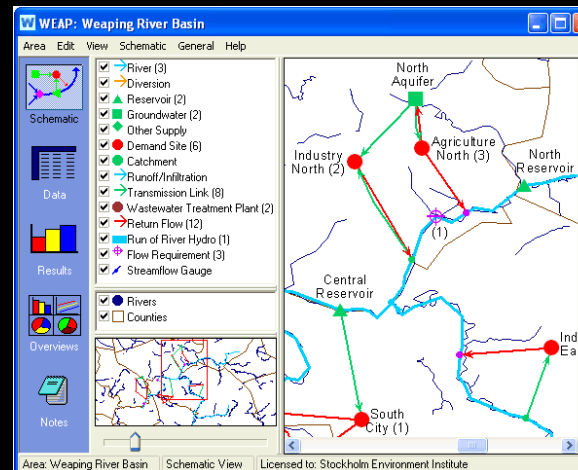 WEAP: Weaping River Basin
Area Edit View Schematic General Help
Schematic
Data
Results
Overviews
Notes
River (3)
Diversion
Reservoir (2)
Groundwater (2)
Other Supply
Demand Site (6)
Catchment
Runoff/Infiltration
Transmission Link (8)
Wastewater Treatment Plant (2)
Return Flow (12)
Run of River Hydro (1)
Flow Requirement (3)
Streamflow Gauge
Rivers
Counties
North
Aquifer
Agriculture
North (3)
Industry
North (2)
North
Reservoir
(1)
Central
Reservoir
Ind
Ea
South
City (1)
Area: Weaping River Basin Schematic View Licensed to: Stockholm Environment Institute